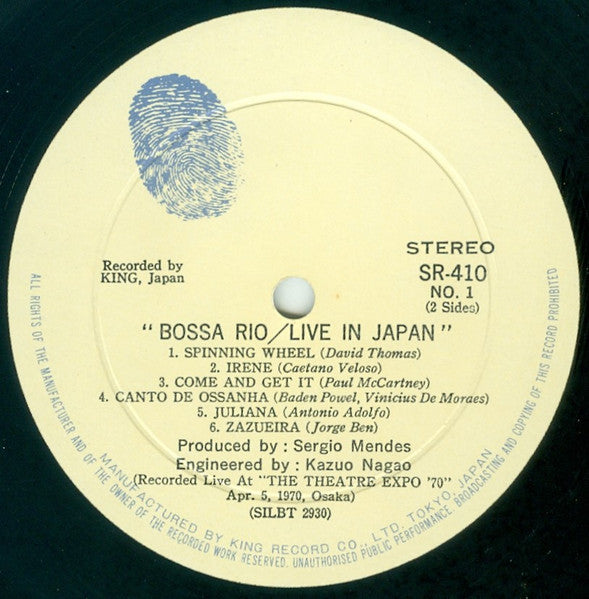 STEREO
Recorded by
KING, Japan
SR-410
NO. 1
(2 Sides)
"BOSSA RIO/LIVE IN JAPAN"
1. SPINNING WHEEL (David Thomas)
2. IRENE (Caetano Veloso)
3. COME AND GET IT (Paul McCartney)
4. CANTO DE OSSANHA (Baden Powel, Vinicius De Moraes)
5. JULIANA (Antonio Adolfo)
6. ZAZUEIRA (Jorge Ben)
Produced by : Sergio Mendes
Engineered by : Kazuo Nagao
(Recorded Live At "THE THEATRE EXPO '70"
Apr. 5, 1970, Osaka)
(SILBT 2930)
MANUFACTURED BY KING RECORD CO., LTD. TOKYO JAPAN
ALL RIGHTS OF THE MANUFACTURER AND OF THE OWNER OF THE RECORDED WORK RESERVED. UNAUTHORISED PUBLIC PERFORMANCE. BROADCASTING AND COPYING OF THIS RECORD PROHIBITED